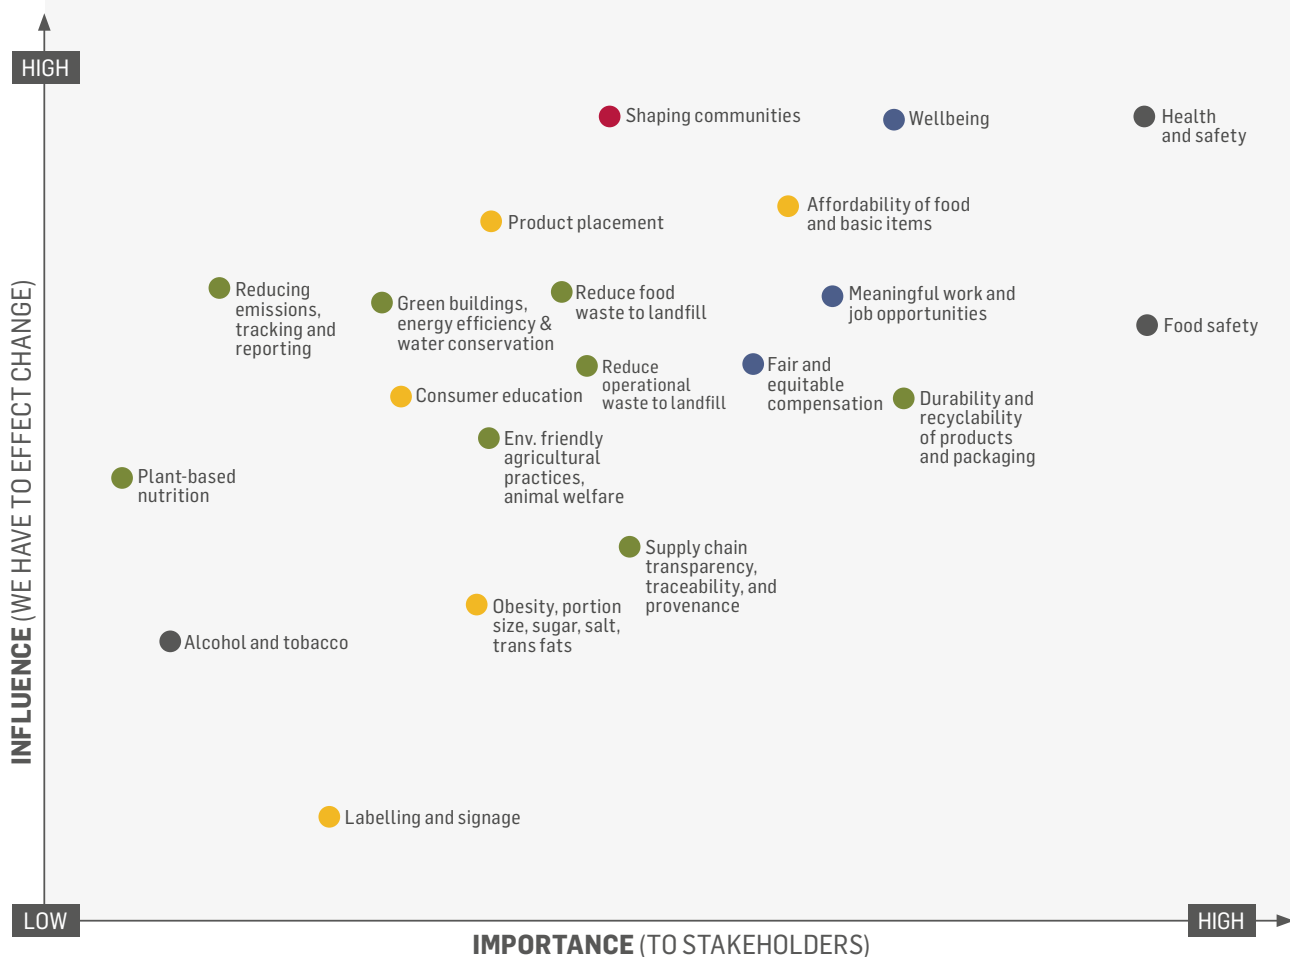 HIGH
Shaping communities
Wellbeing
Health
and safety
Product placement
Affordability of food
and basic items
Reducing
emissions,
tracking and
reporting
Green buildings,
energy efficiency &
water conservation
Reduce food
waste to landfill
Meaningful work and
job opportunities
Food safety
Consumer education
Reduce
operational
waste to landfill
Fair and
equitable
compensation
Durability and
recyclability
of products
and packaging
Env. friendly
agricultural
practices,
animal welfare
Plant-based
nutrition
Supply chain
transparency,
traceability, and
provenance
Obesity, portion
size, sugar, salt,
trans fats
Alcohol and tobacco
Labelling and signage
INFLUENCE (WE HAVE TO EFFECT CHANGE)
LOW
HIGH
IMPORTANCE (TO STAKEHOLDERS)